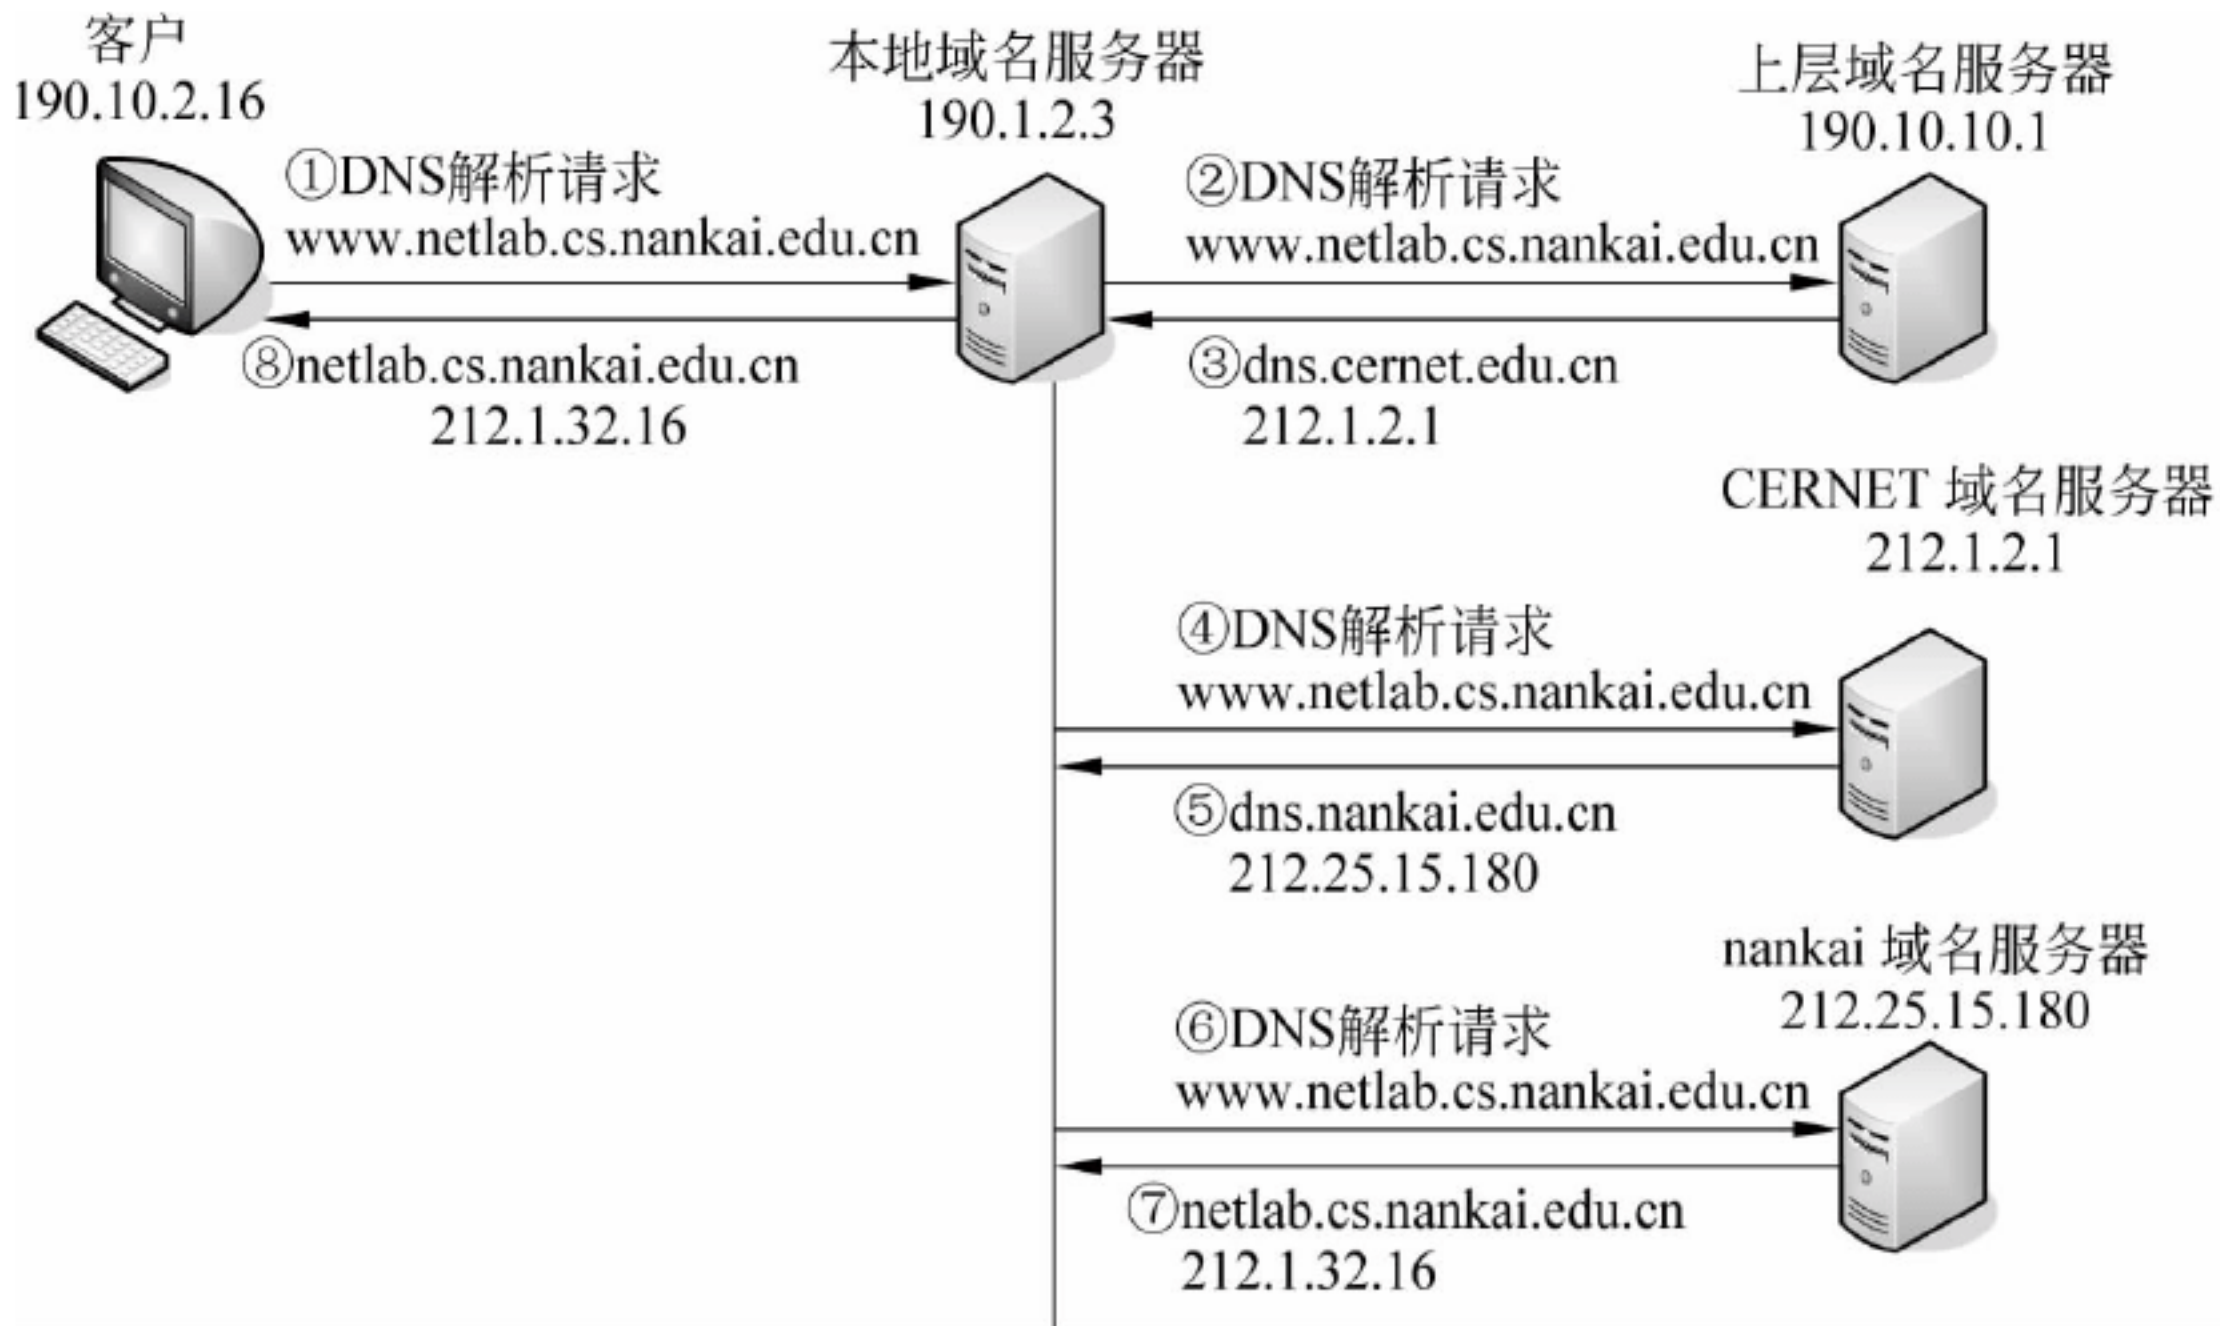 客户
190.10.2.16
本地域名服务器
190.1.2.3
上层域名服务器
190.10.10.1
①DNS解析请求
www.netlab.cs.nankai.edu.cn
②DNS解析请求
www.netlab.cs.nankai.edu.cn
⑧netlab.cs.nankai.edu.cn
212.1.32.16
③dns.cernet.edu.cn
212.1.2.1
CERNET 域名服务器
212.1.2.1
④DNS解析请求
www.netlab.cs.nankai.edu.cn
⑤dns.nankai.edu.cn
212.25.15.180
nankai 域名服务器
212.25.15.180
⑥DNS解析请求
www.netlab.cs.nankai.edu.cn
⑦netlab.cs.nankai.edu.cn
212.1.32.16